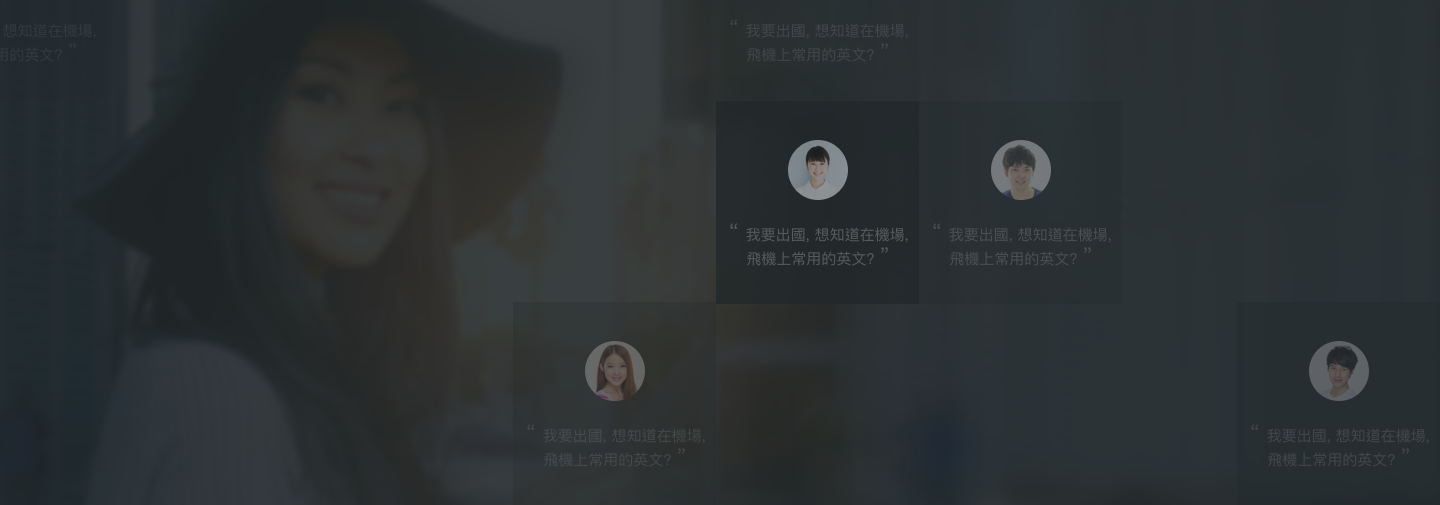 想知道在機場,
用的英文? ”
“ 我要出國, 想知道在機場,
飛機上常用的英文? ”
“ 我要出國, 想知道在機場,
飛機上常用的英文? ”
“ 我要出國, 想知道在機場,
飛機上常用的英文? ”
“ 我要出國, 想知道在機場,
飛機上常用的英文? ”
“ 我要出國, 想知道在機場,
飛機上常用的英文? ”